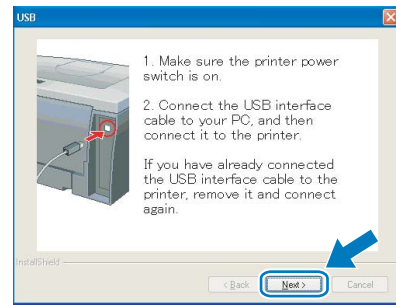 USB
1. Make sure the printer power
switch is on.
2. Connect the USB interface
cable to your PC, and then
connect it to the printer.
If you have already connected
the USB interface cable to the
printer, remove it and connect
again.
InstallShield
< Back Next > Cancel